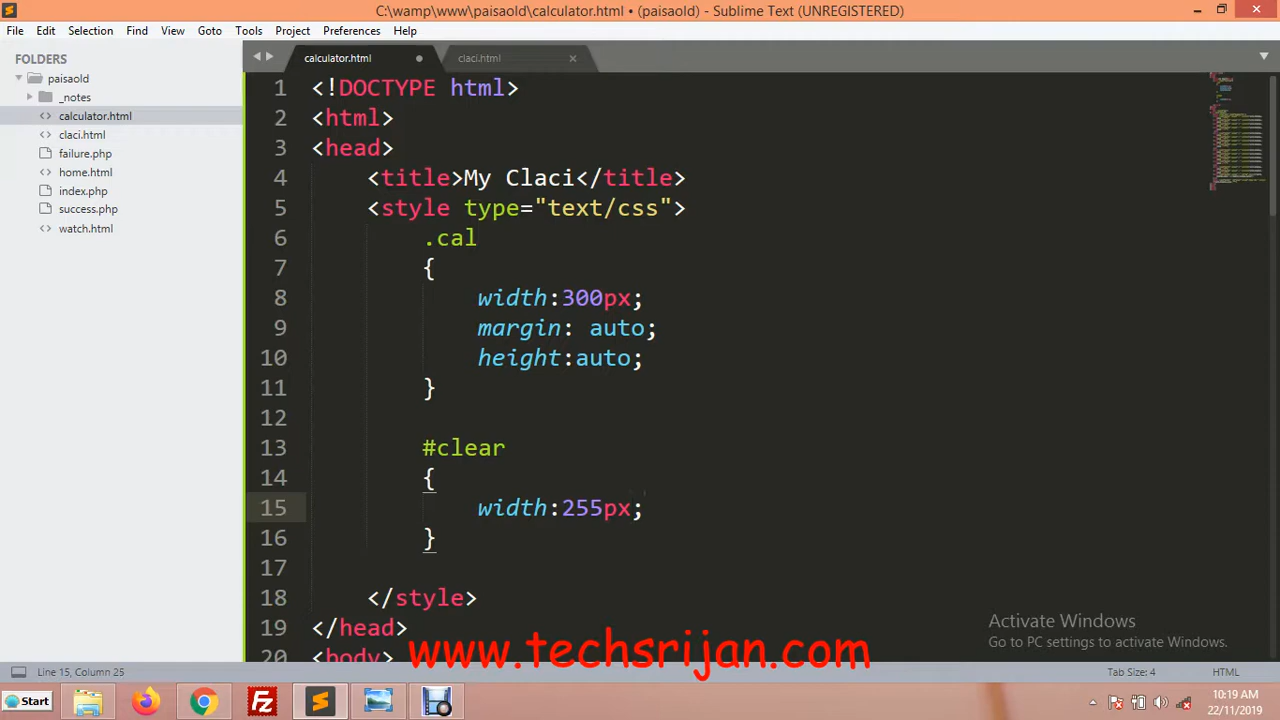 C:\wamp\www\paisaold\calculator.html • (paisaold) - Sublime Text (UNREGISTERED)
File Edit Selection Find View Goto Tools Project Preferences Help
FOLDERS
paisaold
_notes
calculator.html
claci.html
failure.php
home.html
index.php
success.php
watch.html
calculator.html
claci.html
1 <!DOCTYPE html>
2 <html>
3 <head>
4 <title>My Claci</title>
5 <style type="text/css">
6 .cal
7 {
8 width:300px;
9 margin: auto;
10 height:auto;
11 }
12
13 #clear
14 {
15 width:255px;
16 }
17
18 </style>
19 </head>
20 <body>
Activate Windows
Go to PC settings to activate Windows.
www.techsrijan.com
Line 15, Column 25
Tab Size: 4
HTML
Start
10:19 AM
22/11/2019